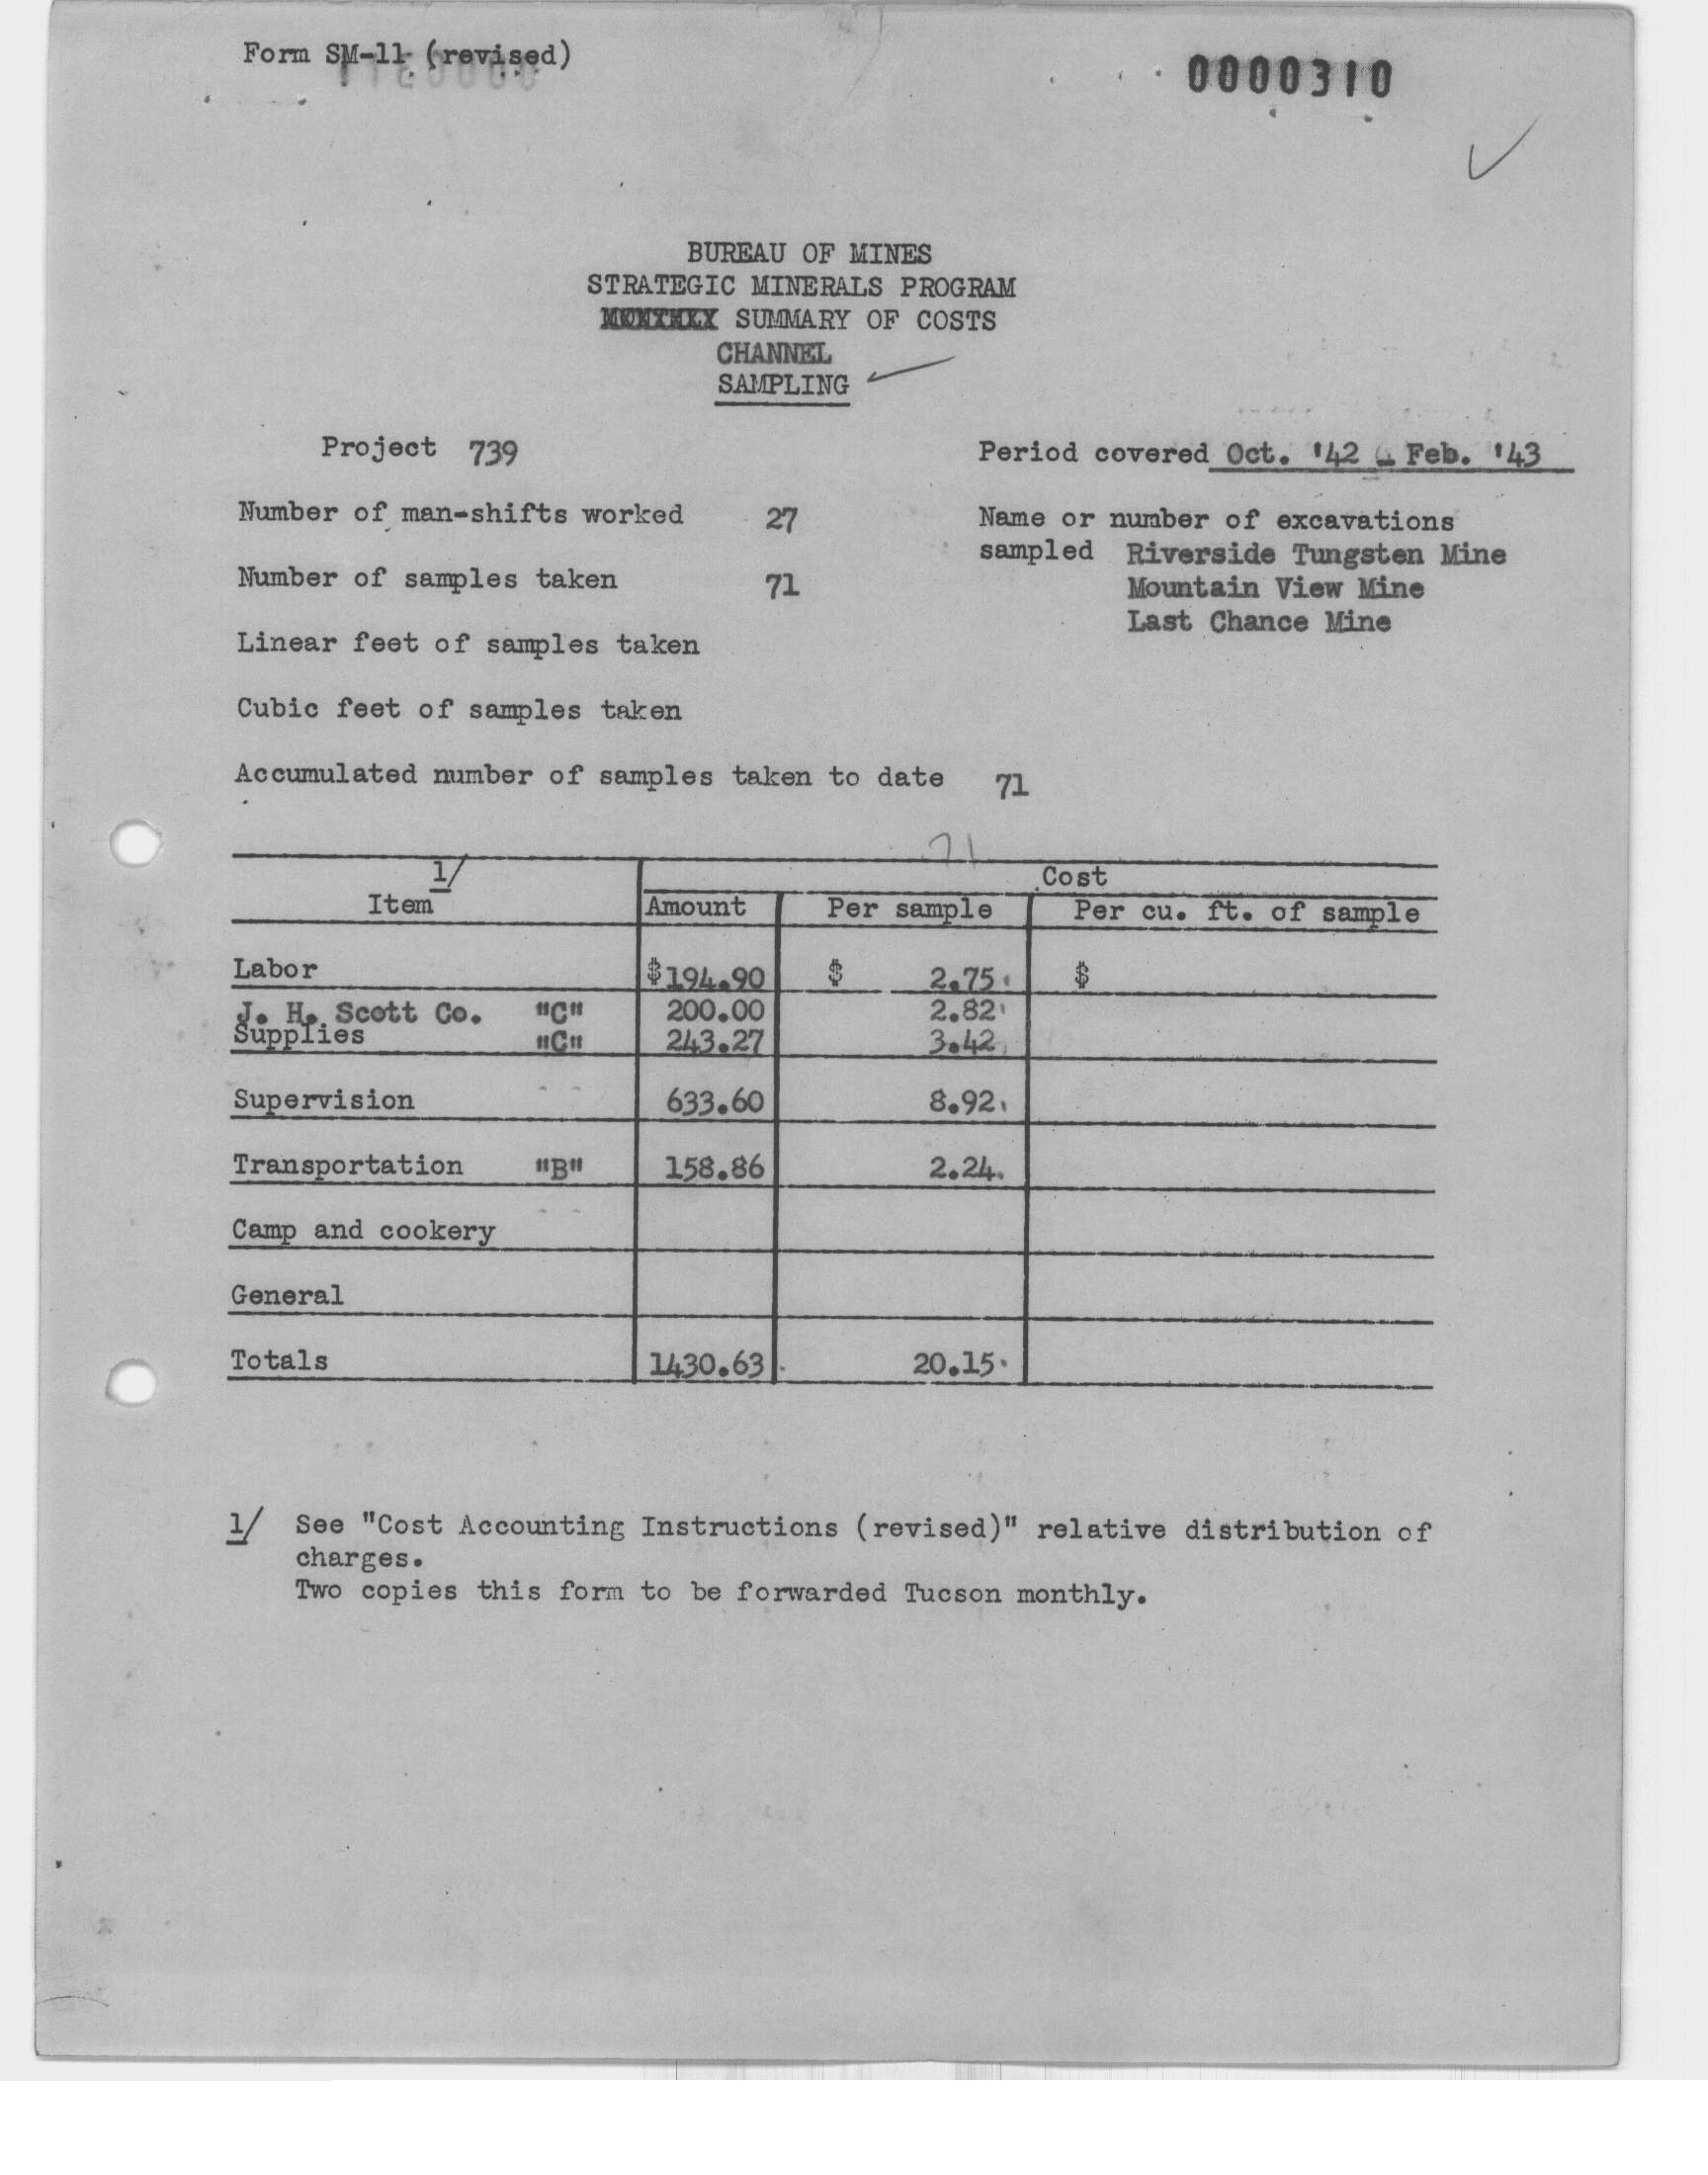 Form SM-11 (revised)
0000310
BUREAU OF MINES
STRATEGIC MINERALS PROGRAM
MONTHLY SUMMARY OF COSTS
CHANNEL
SAMPLING
Project 739
Period covered Oct. '42 - Feb. '43
Number of man-shifts worked 27
Name or number of excavations
sampled Riverside Tungsten Mine
Number of samples taken 71
Mountain View Mine
Last Chance Mine
Linear feet of samples taken
Cubic feet of samples taken
Accumulated number of samples taken to date 71
71
1/
Cost
Item Amount Per sample Per cu. ft. of sample
Labor $194.90 $ 2.75 $
J. H. Scott Co. "C" 200.00 2.82
Supplies "C" 243.27 3.42
Supervision 633.60 8.92
Transportation "B" 158.86 2.24
Camp and cookery
General
Totals 1430.63 20.15
1/ See "Cost Accounting Instructions (revised)" relative distribution of
charges.
Two copies this form to be forwarded Tucson monthly.